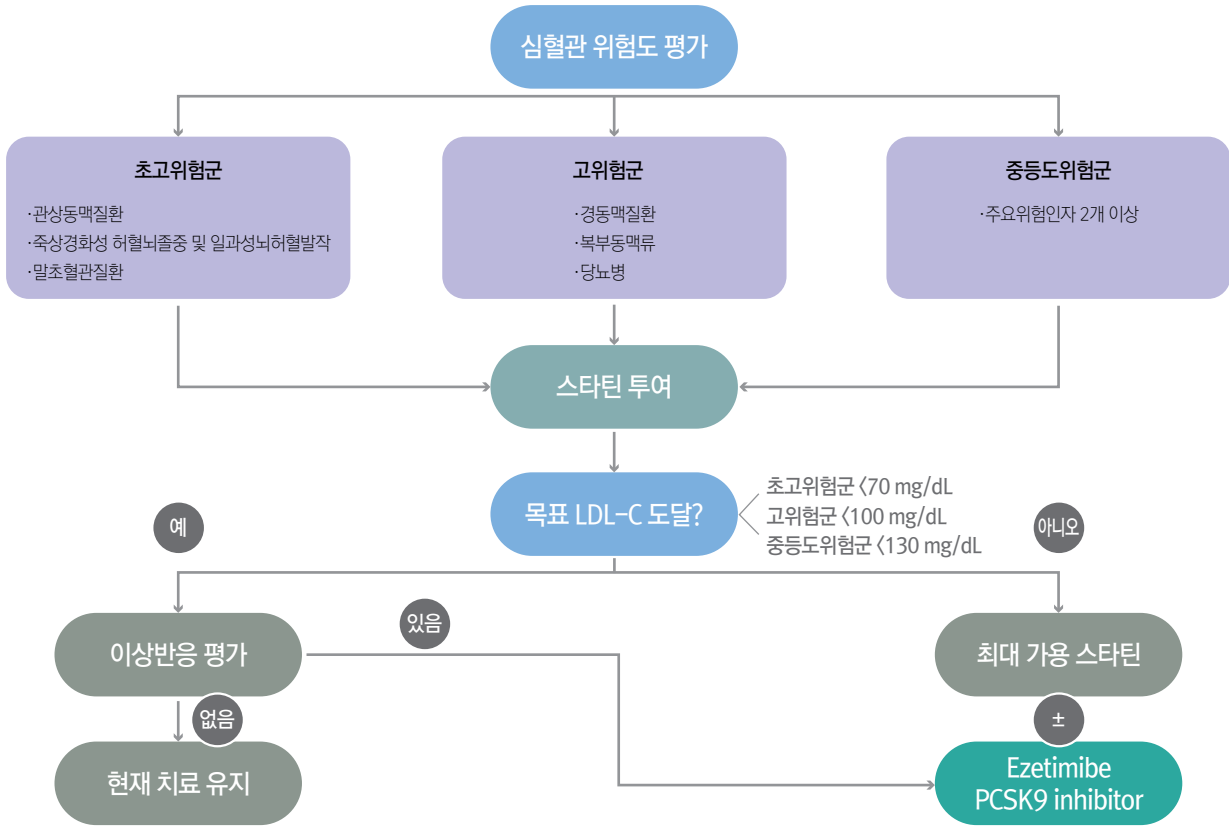 심혈관 위험도 평가
초고위험군
·관상동맥질환
·죽상경화성 허혈뇌졸중 및 일과성뇌허혈발작
·말초혈관질환
고위험군
·경동맥질환
·복부동맥류
·당뇨병
중등도위험군
·주요위험인자 2개 이상
스타틴 투여
목표 LDL-C 도달?
초고위험군 <70 mg/dL
고위험군 <100 mg/dL
중등도위험군 <130 mg/dL
예
아니오
이상반응 평가
있음
최대 가용 스타틴
없음
±
현재 치료 유지
Ezetimibe
PCSK9 inhibitor